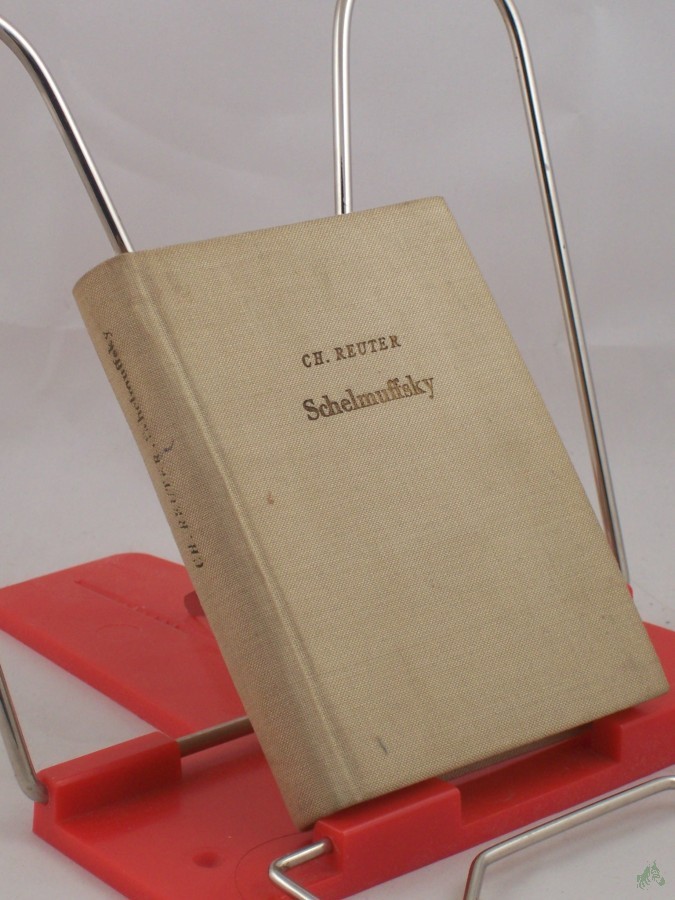 CH. REUTER
Schelmuffsky
CH. REUTER · Schelmuffsky